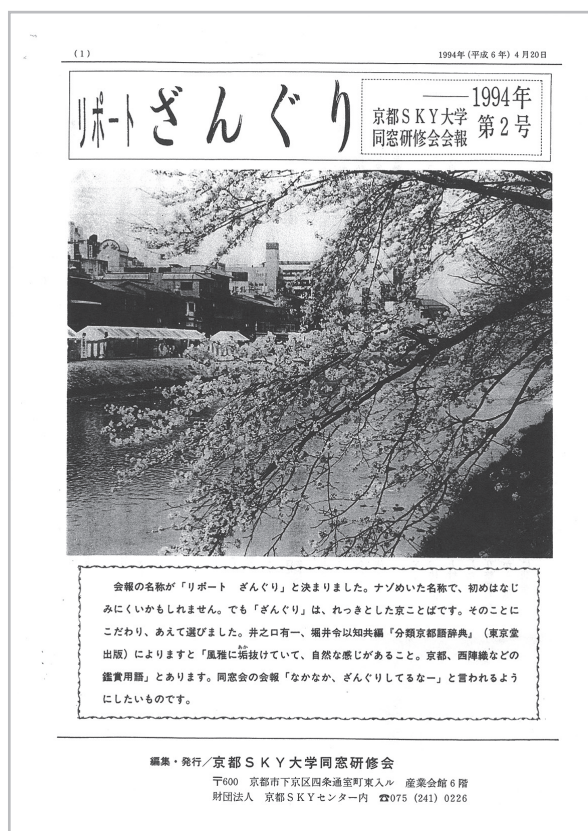 (1)
1994年(平成6年)4月20日
リポート ざんぐり
――1994年
京都SKY大学
同窓研修会会報
第2号
会報の名称が「リポート ざんぐり」と決まりました。ナゾめいた名称で、初めはなじ
みにくいかもしれません。でも「ざんぐり」は、れっきとした京ことばです。そのことに
こだわり、あえて選びました。井之口有一、堀井令以知共編『分類京都語辞典』(東京堂
出版)によりますと「風雅に垢抜けていて、自然な感じがあること。京都、西陣織などの
鑑賞用語」とあります。同窓会の会報「なかなか、ざんぐりしてるなー」と言われるよう
にしたいものです。
編集・発行/京都SKY大学同窓研修会
〒600 京都市下京区四条通室町東入ル 産業会館6階
財団法人 京都SKYセンター内 ☎075(241)0226